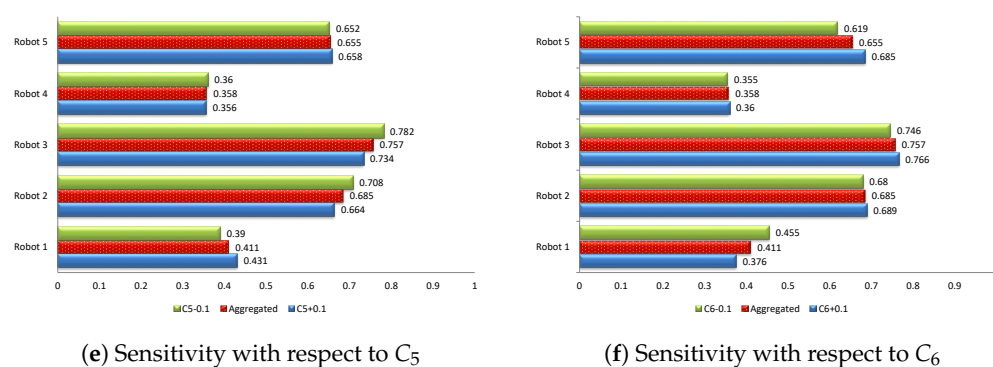 Robot 5
0.652
0.655
0.658
Robot 4
0.36
0.358
0.356
Robot 3
0.782
0.757
0.734
Robot 2
0.708
0.685
0.664
Robot 1
0.39
0.411
0.431
0 0.1 0.2 0.3 0.4 0.5 0.6 0.7 0.8 0.9 1
C5-0.1 Aggregated C5+0.1
(e) Sensitivity with respect to C5
Robot 5
0.619
0.655
0.685
Robot 4
0.355
0.358
0.36
Robot 3
0.746
0.757
0.766
Robot 2
0.68
0.685
0.689
Robot 1
0.455
0.411
0.376
0 0.1 0.2 0.3 0.4 0.5 0.6 0.7 0.8 0.9
C6-0.1 Aggregated C6+0.1
(f) Sensitivity with respect to C6